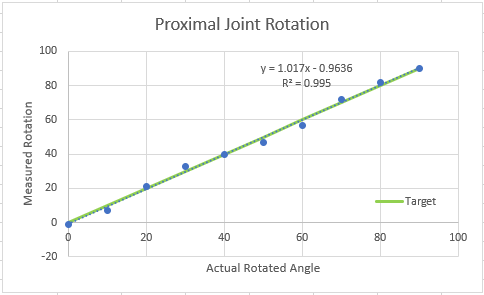 Proximal Joint Rotation
y = 1.017x - 0.9636
R² = 0.995
100
80
60
40
20
0
-20
Measured Rotation
Target
0 20 40 60 80 100
Actual Rotated Angle